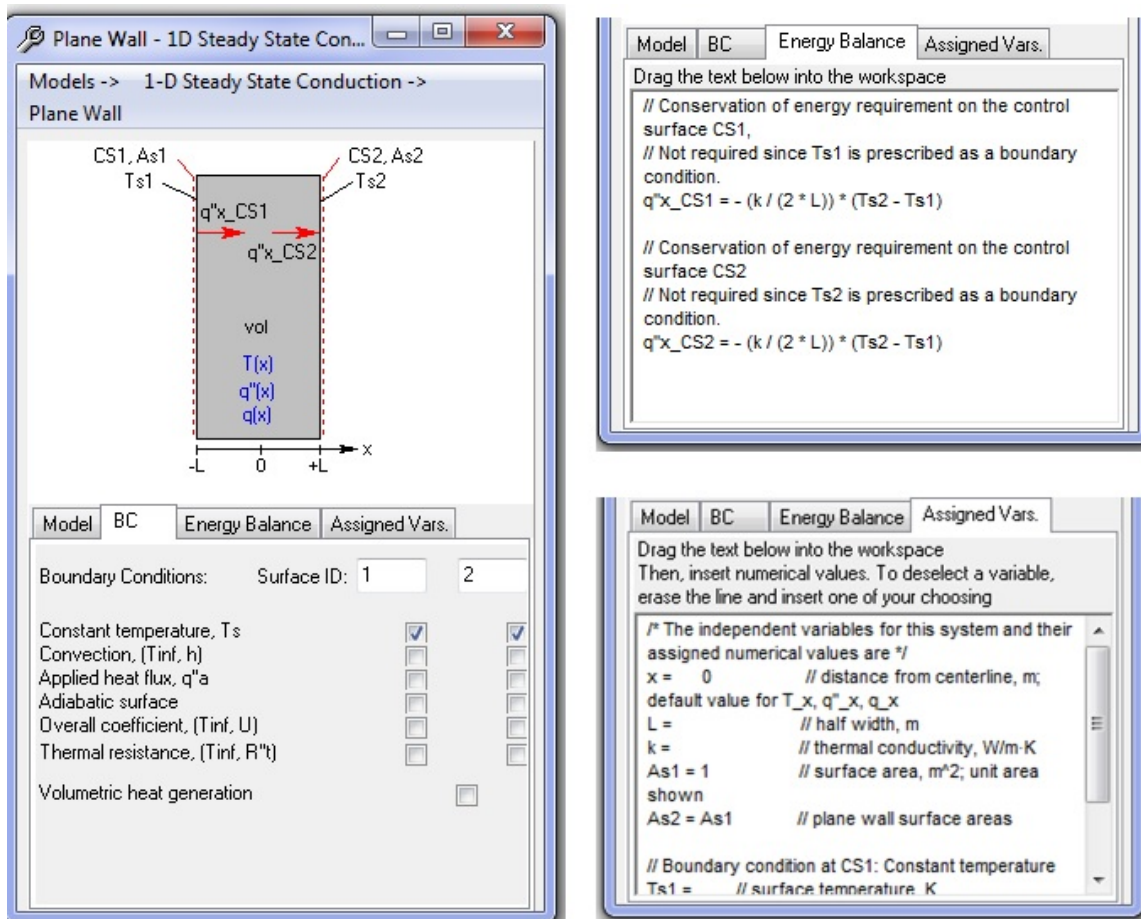 Plane Wall - 1D Steady State Con...
Models -> 1-D Steady State Conduction ->
Plane Wall
CS1, As1
CS2, As2
Ts1
Ts2
q"x_CS1
q"x_CS2
vol
T(x)
q"(x)
q(x)
x
-L 0 +L
Model BC Energy Balance Assigned Vars.
Boundary Conditions: Surface ID: 1 2
Constant temperature, Ts
Convection, (Tinf, h)
Applied heat flux, q"a
Adiabatic surface
Overall coefficient, (Tinf, U)
Thermal resistance, (Tinf, R"t)
Volumetric heat generation
Model BC Energy Balance Assigned Vars.
Drag the text below into the workspace
// Conservation of energy requirement on the control
surface CS1,
// Not required since Ts1 is prescribed as a boundary
condition.
q"x_CS1 = - (k / (2 * L)) * (Ts2 - Ts1)
// Conservation of energy requirement on the control
surface CS2
// Not required since Ts2 is prescribed as a boundary
condition.
q"x_CS2 = - (k / (2 * L)) * (Ts2 - Ts1)
Model BC Energy Balance Assigned Vars.
Drag the text below into the workspace
Then, insert numerical values. To deselect a variable,
erase the line and insert one of your choosing
/* The independent variables for this system and their
assigned numerical values are */
x = 0 // distance from centerline, m;
default value for T_x, q"_x, q_x
L = // half width, m
k = // thermal conductivity, W/m·K
As1 = 1 // surface area, m^2; unit area
shown
As2 = As1 // plane wall surface areas
// Boundary condition at CS1: Constant temperature
Ts1 = // surface temperature, K